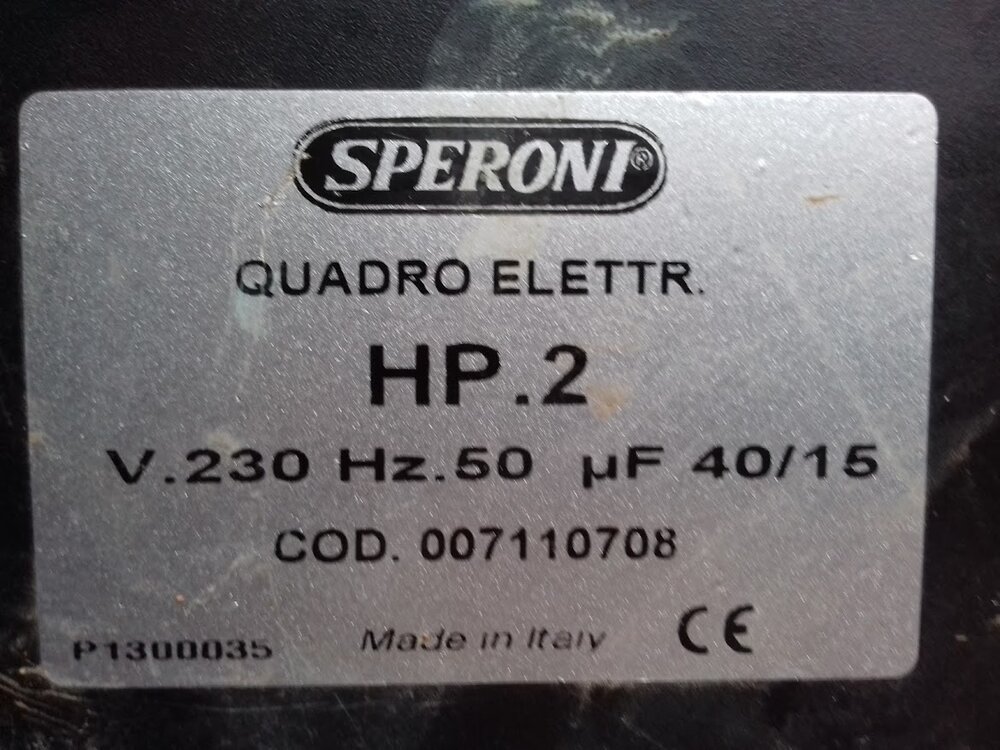 SPERONI®
QUADRO ELETTR.
HP.2
V.230 Hz.50 µF 40/15
COD. 007110708
P1300035 Made in Italy CE